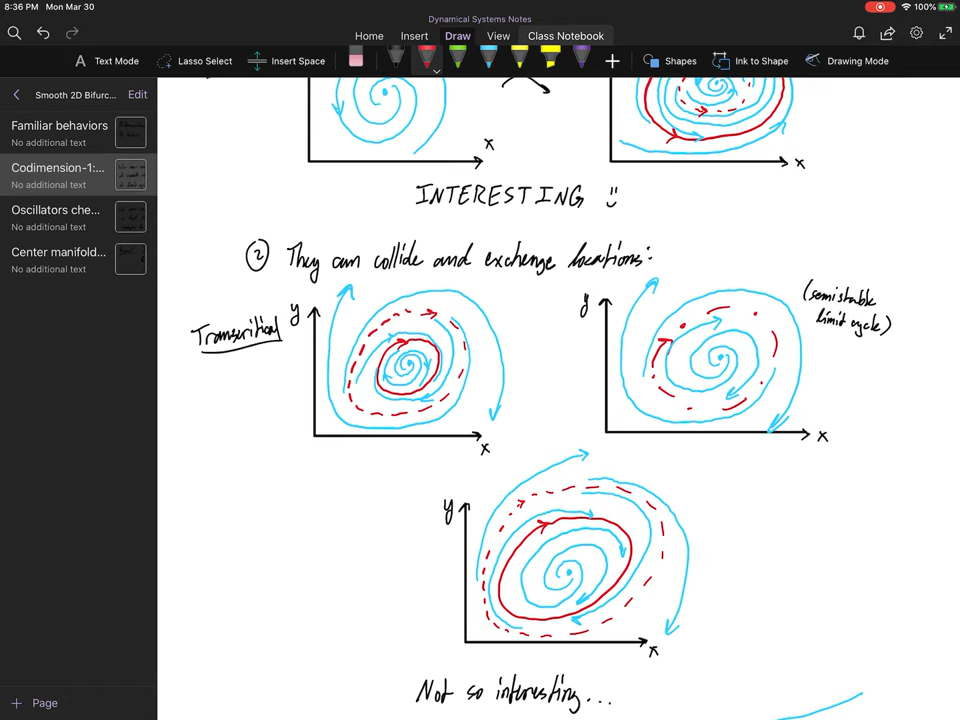 8:36 PM Mon Mar 30
100%
Dynamical Systems Notes
Home Insert Draw View Class Notebook
Text Mode Lasso Select Insert Space Shapes Ink to Shape Drawing Mode
Smooth 2D Bifurc... Edit
Familiar behaviors
No additional text
Codimension-1:...
No additional text
Oscillators che...
No additional text
Center manifold...
No additional text
Page
x
x
INTERESTING
② They can collide and exchange locations:
Transcritical
y
x
y
x
(semistable
limit cycle)
y
x
Not so interesting...